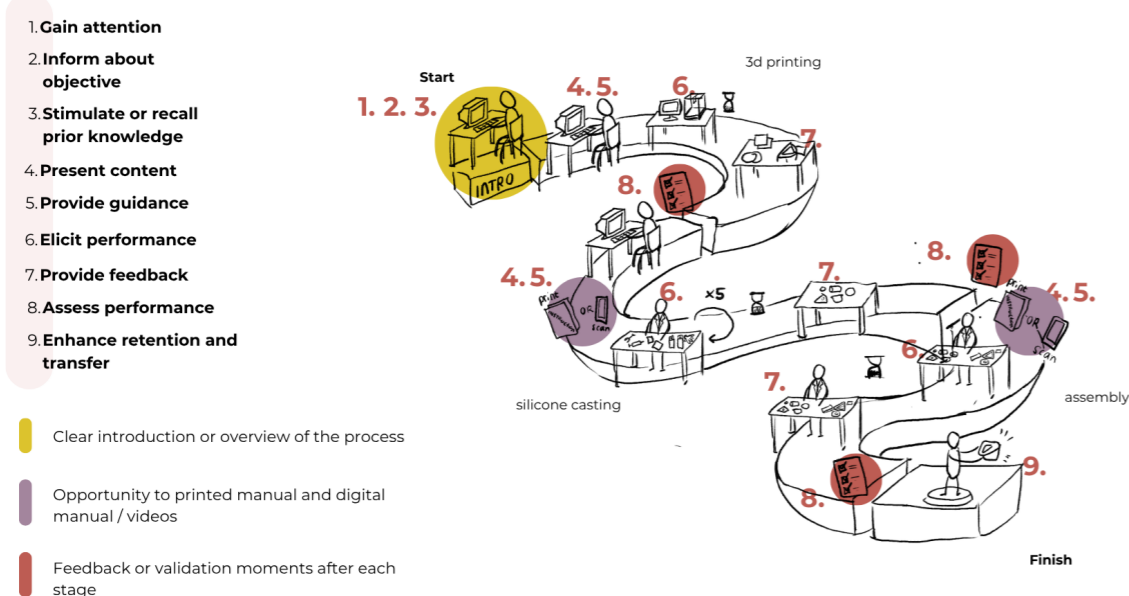 1. Gain attention
2. Inform about
objective
3. Stimulate or recall
prior knowledge
4. Present content
5. Provide guidance
6. Elicit performance
7. Provide feedback
8. Assess performance
9. Enhance retention and
transfer
Clear introduction or overview of the process
Opportunity to printed manual and digital
manual / videos
Feedback or validation moments after each
stage
Start
1. 2. 3.
INTRO
4. 5.
6.
3d printing
7.
8.
4. 5.
print
OR
scan
6.
x5
silicone casting
7.
8.
4. 5.
print
OR
scan
6.
assembly
7.
8.
9.
Finish